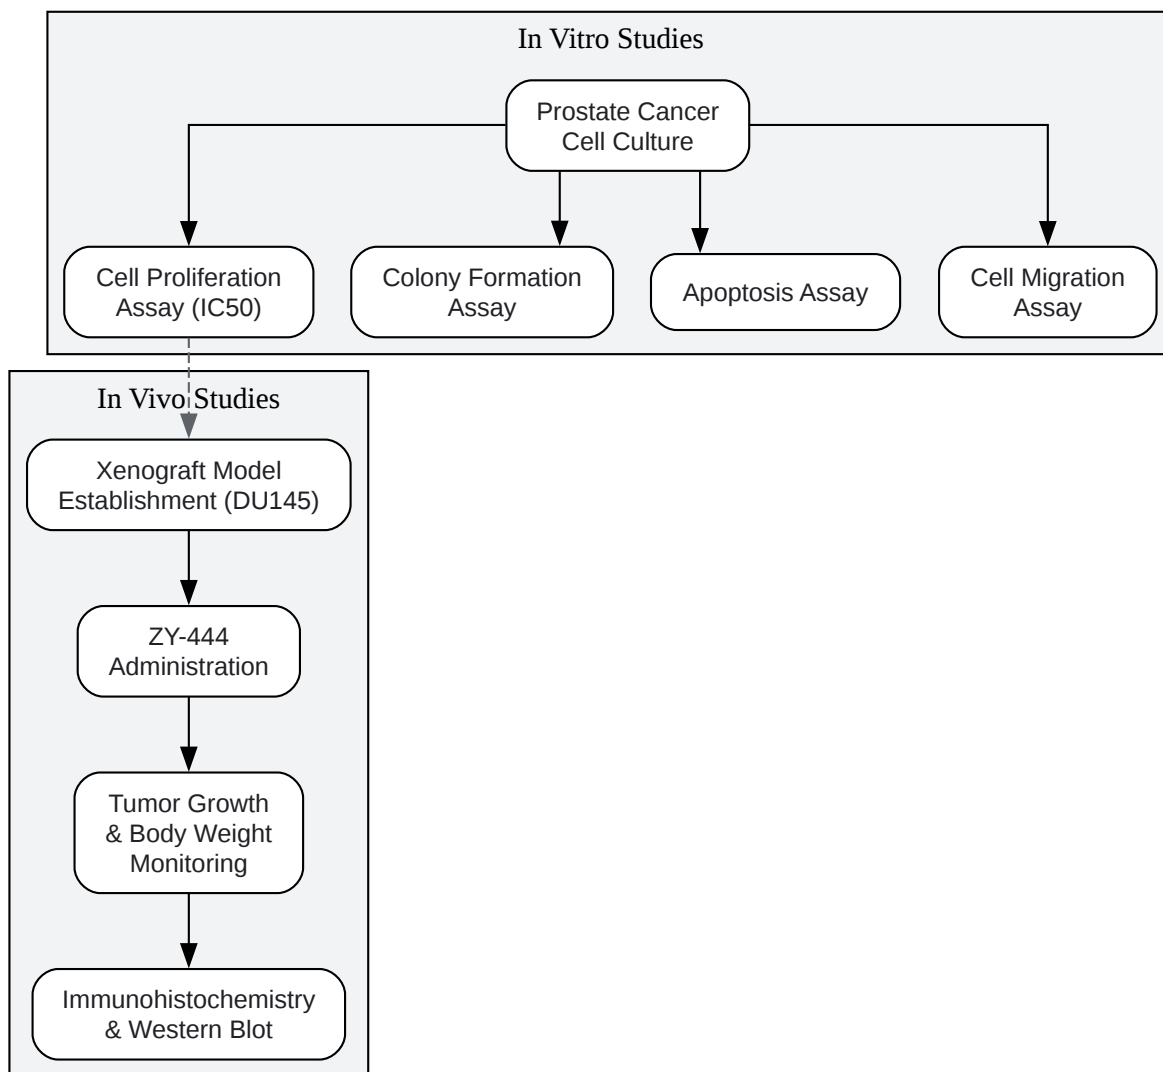 In Vitro Studies
Prostate Cancer
Cell Culture
Cell Proliferation
Assay (IC50)
Colony Formation
Assay
Apoptosis Assay
Cell Migration
Assay
In Vivo Studies
Xenograft Model
Establishment (DU145)
ZY-444
Administration
Tumor Growth
& Body Weight
Monitoring
Immunohistochemistry
& Western Blot